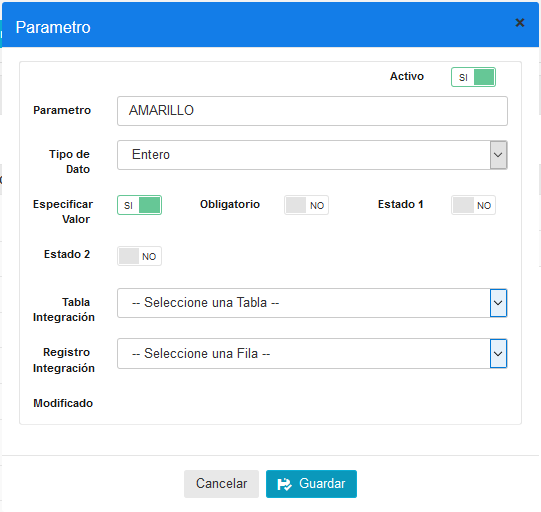 Parametro
Activo SI
Parametro AMARILLO
Tipo de Dato Entero
Especificar Valor SI Obligatorio NO Estado 1 NO
Estado 2 NO
Tabla Integración -- Seleccione una Tabla --
Registro Integración -- Seleccione una Fila --
Modificado
Cancelar Guardar